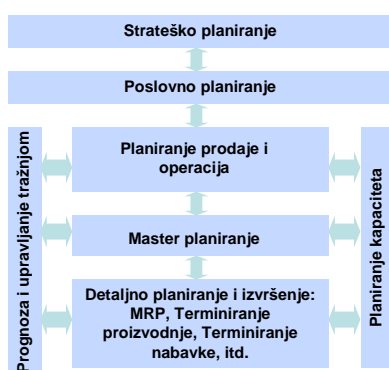 Strateško planiranje
Poslovno planiranje
Prognoza i upravljanje tražnjom
Planiranje prodaje i
operacija
Master planiranje
Detaljno planiranje i izvršenje:
MRP, Terminiranje
proizvodnje, Terminiranje
nabavke, itd.
Planiranje kapaciteta